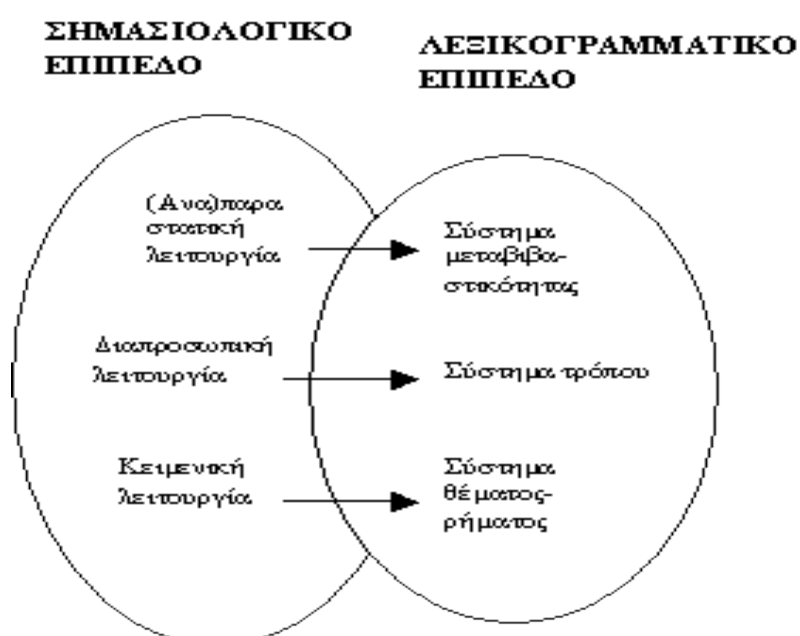 ΣΗΜΑΣΙΟΛΟΓΙΚΟ
ΕΠΙΠΕΔΟ
ΛΕΞΙΚΟΓΡΑΜΜΑΤΙΚΟ
ΕΠΙΠΕΔΟ
(Ανα)παρα
στατική
λειτουργία
Σύστημα
μεταβιβα-
στικότητας
Διαπροσωπική
λειτουργία
Σύστημα τρόπου
Κειμενική
λειτουργία
Σύστημα
θέματος-
ρήματος